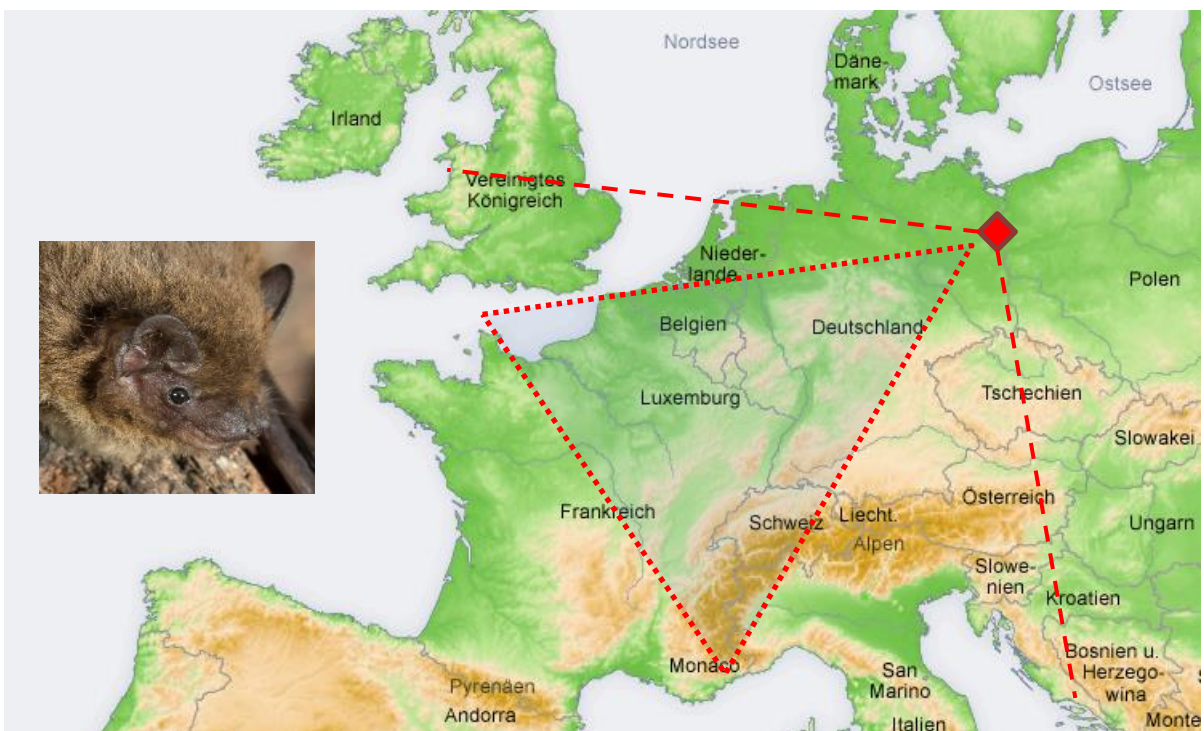 Nordsee
Däne-
mark
Ostsee
Irland
Vereinigtes
Königreich
Nieder-
lande
Polen
Belgien
Deutschland
Luxemburg
Tschechien
Slowakei
Frankreich
Schweiz
Liecht.
Österreich
Ungarn
Alpen
Slowe-
nien
Kroatien
Monaco
Bosnien u.
Herzego-
wina
San
Marino
Pyrenäen
Andorra
Italien
Monte